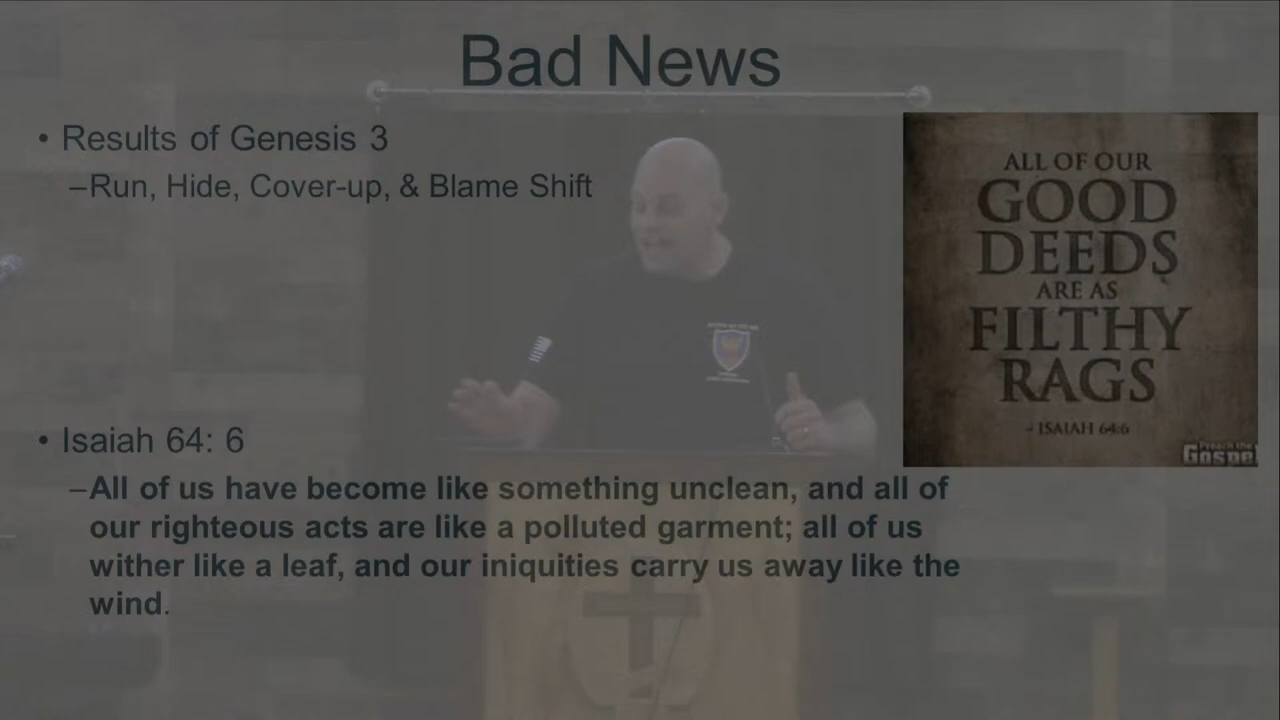 Bad News
• Results of Genesis 3
–Run, Hide, Cover-up, & Blame Shift
ALL OF OUR
GOOD
DEEDS
ARE AS
FILTHY
RAGS
- ISAIAH 64:6
Preach the
Gospel
• Isaiah 64: 6
–All of us have become like something unclean, and all of
our righteous acts are like a polluted garment; all of us
wither like a leaf, and our iniquities carry us away like the
wind.